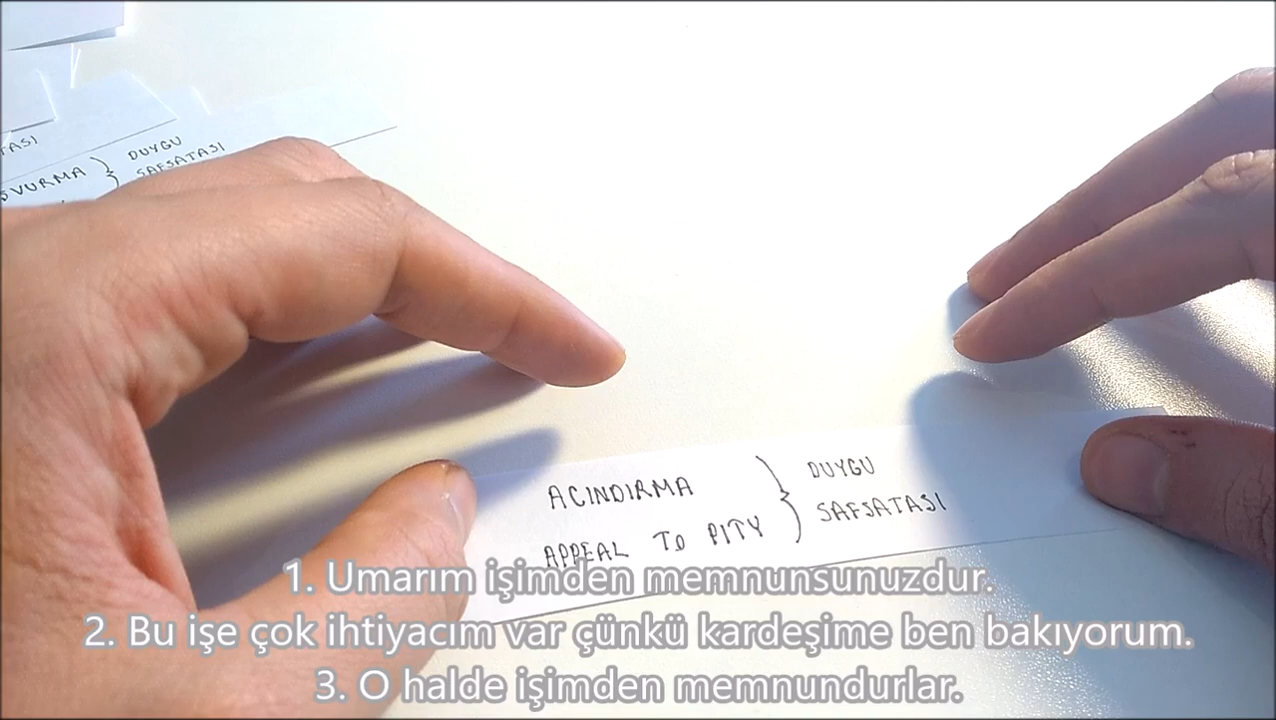 TASI
DUYGU
SAFSATASI
ACINDIRMA
APPEAL TO PITY
DUYGU
SAFSATASI
1. Umarım işimden memnunsunuzdur.
2. Bu işe çok ihtiyacım var çünkü kardeşime ben bakıyorum.
3. O halde işimden memnundurlar.